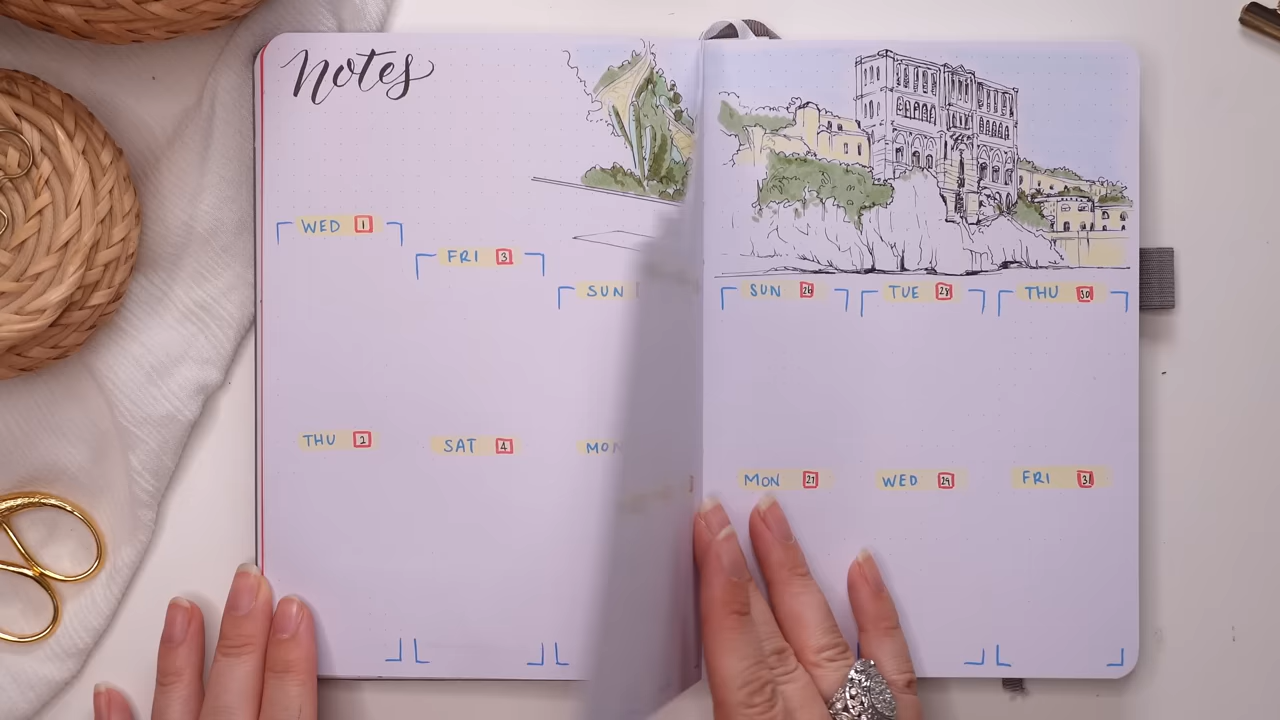 Notes
WED 1
FRI 3
SUN
THU 2
SAT 4
MON
SUN 26
TUE 28
THU 30
MON 27
WED 29
FRI 31